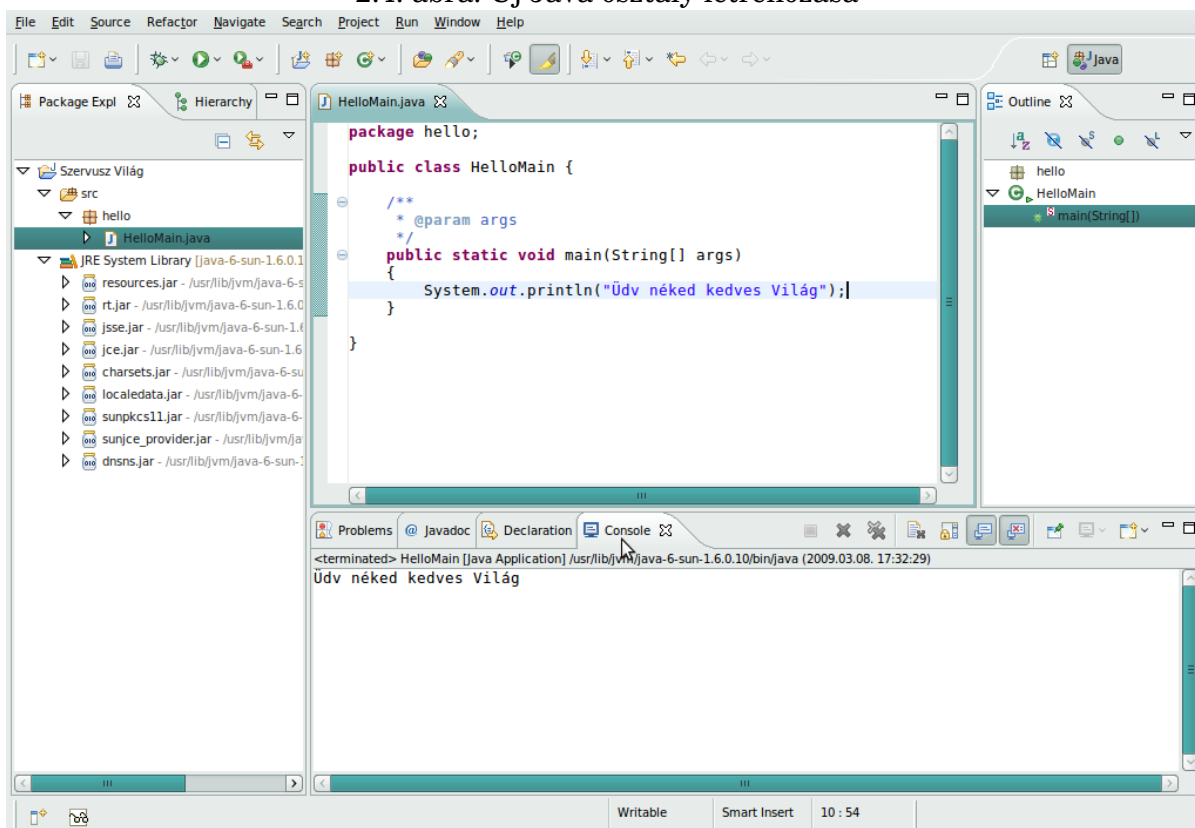 2.4. ábra. Új Java osztály létrehozása
File Edit Source Refactor Navigate Search Project Run Window Help
Java
Package Expl
Hierarchy
Szervusz Világ
src
hello
HelloMain.java
JRE System Library [java-6-sun-1.6.0.1
resources.jar - /usr/lib/jvm/java-6-s
rt.jar - /usr/lib/jvm/java-6-sun-1.6.0
jsse.jar - /usr/lib/jvm/java-6-sun-1.6
jce.jar - /usr/lib/jvm/java-6-sun-1.6
charsets.jar - /usr/lib/jvm/java-6-su
localedata.jar - /usr/lib/jvm/java-6-
sunpkcs11.jar - /usr/lib/jvm/java-6-
sunjce_provider.jar - /usr/lib/jvm/ja
dnsns.jar - /usr/lib/jvm/java-6-sun-1
HelloMain.java
package hello;
public class HelloMain {
/**
* @param args
*/
public static void main(String[] args)
{
System.out.println("Üdv néked kedves Világ");
}
}
Outline
hello
HelloMain
main(String[])
Problems @ Javadoc Declaration Console
<terminated> HelloMain [Java Application] /usr/lib/jvm/java-6-sun-1.6.0.10/bin/java (2009.03.08. 17:32:29)
Üdv néked kedves Világ
Writable Smart Insert 10 : 54